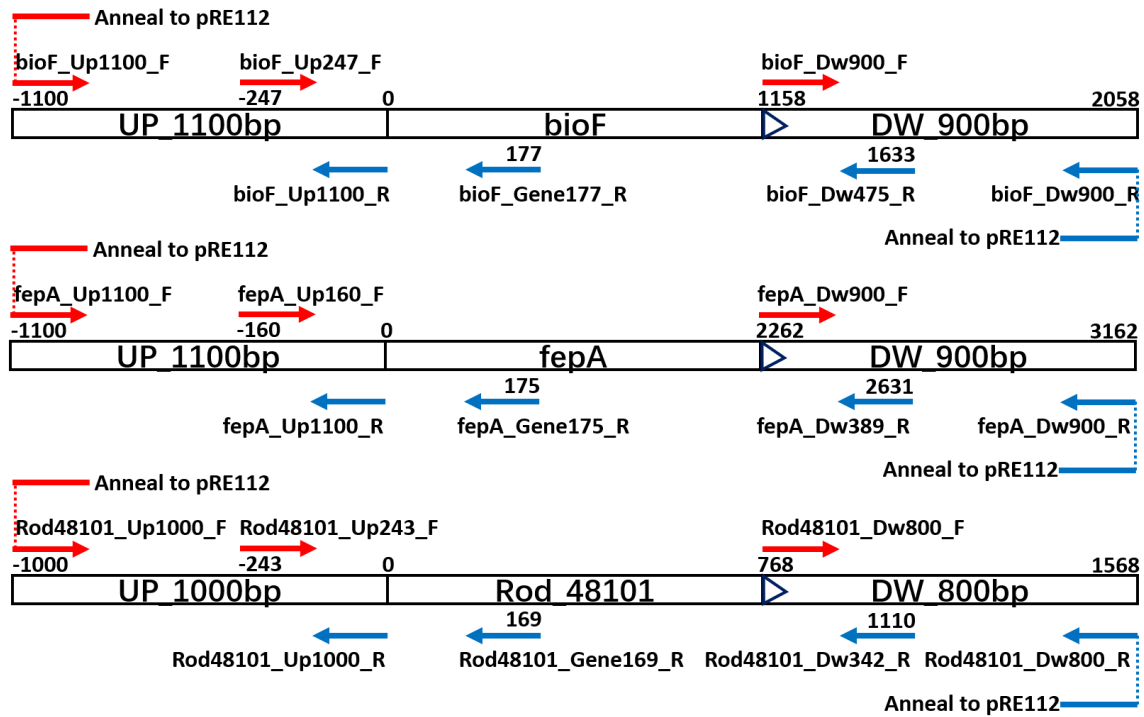 Anneal to pRE112
bioF_Up1100_F bioF_Up247_F bioF_Dw900_F
-1100 -247 0 1158 2058
UP_1100bp bioF DW_900bp
177 1633
bioF_Up1100_R bioF_Gene177_R bioF_Dw475_R bioF_Dw900_R
Anneal to pRE112
Anneal to pRE112
fepA_Up1100_F fepA_Up160_F fepA_Dw900_F
-1100 -160 0 2262 3162
UP_1100bp fepA DW_900bp
175 2631
fepA_Up1100_R fepA_Gene175_R fepA_Dw389_R fepA_Dw900_R
Anneal to pRE112
Anneal to pRE112
Rod48101_Up1000_F Rod48101_Up243_F Rod48101_Dw800_F
-1000 -243 0 768 1568
UP_1000bp Rod_48101 DW_800bp
169 1110
Rod48101_Up1000_R Rod48101_Gene169_R Rod48101_Dw342_R Rod48101_Dw800_R
Anneal to pRE112